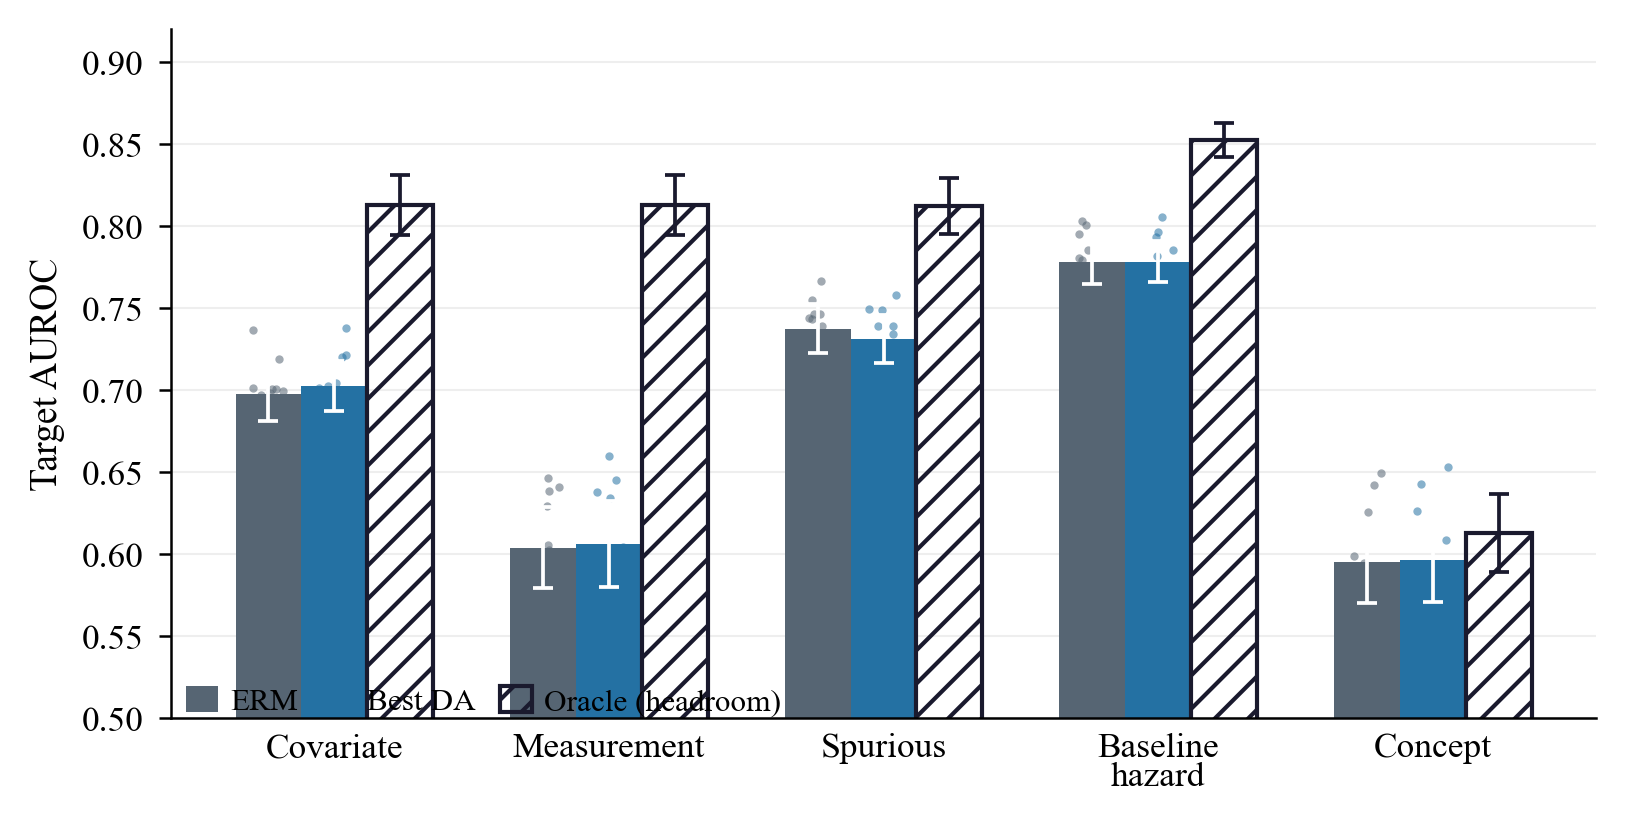 Target AUROC
0.90
0.85
0.80
0.75
0.70
0.65
0.60
0.55
0.50
ERM
Best DA
Oracle (headroom)
Covariate
Measurement
Spurious
Baseline
hazard
Concept